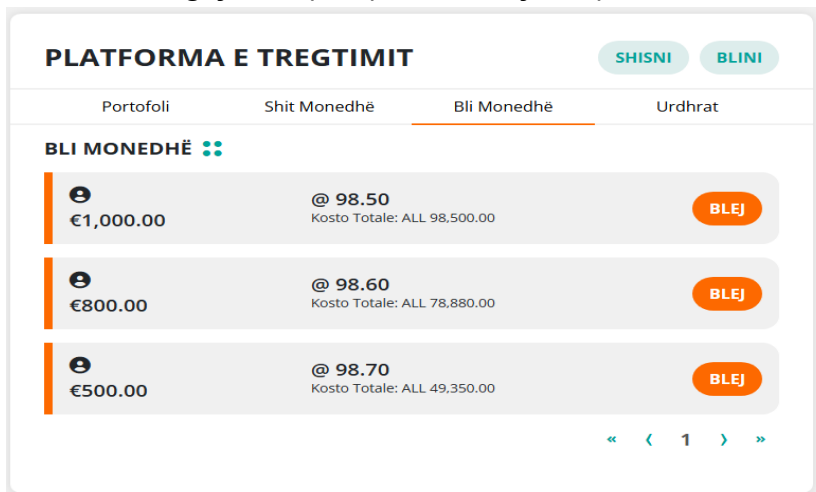 PLATFORMA E TREGTIMIT
SHISNI
BLINI
Portofoli
Shit Monedhë
Bli Monedhë
Urdhrat
BLI MONEDHË
@ 98.50
€1,000.00
Kosto Totale: ALL 98,500.00
BLEJ
@ 98.60
€800.00
Kosto Totale: ALL 78,880.00
BLEJ
@ 98.70
€500.00
Kosto Totale: ALL 49,350.00
BLEJ
« ‹ 1 › »